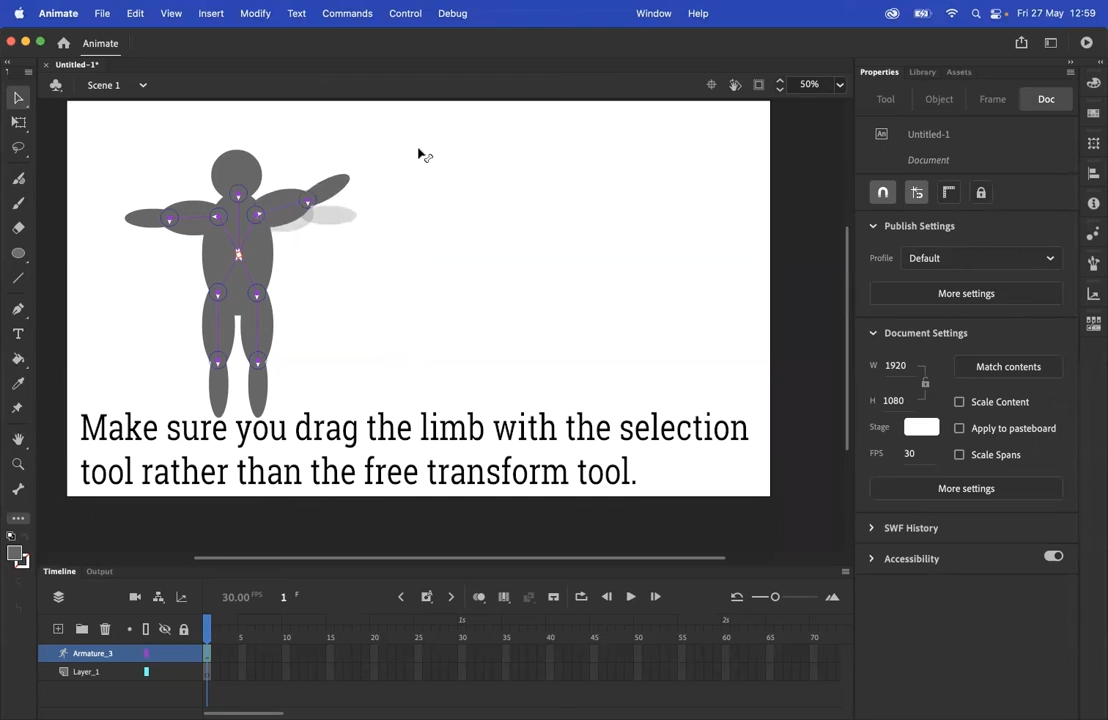 Animate File Edit View Insert Modify Text Commands Control Debug Window Help Fri 27 May 12:59
Animate
Untitled-1*
Scene 1 50%
Properties Library Assets
Tool Object Frame Doc
An Untitled-1
Document
Publish Settings
Profile Default
More settings
Document Settings
W 1920 Match contents
H 1080 Scale Content
Stage Apply to pasteboard
FPS 30 Scale Spans
More settings
SWF History
Accessibility
Make sure you drag the limb with the selection
tool rather than the free transform tool.
Timeline Output
30.00 FPS 1 F
1s 2s
5 10 15 20 25 30 35 40 45 50 55 60 65 70
Armature_3
Layer_1